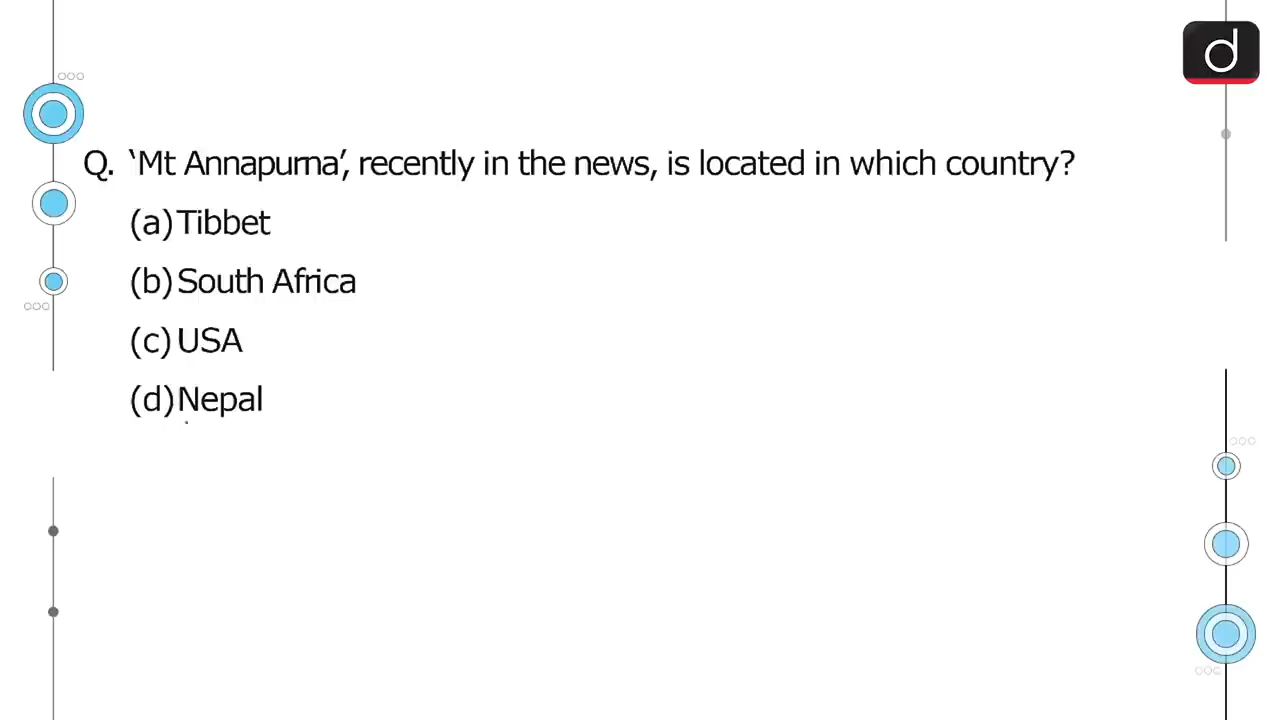 Q. ‘Mt Annapurna’, recently in the news, is located in which country?
(a) Tibbet
(b) South Africa
(c) USA
(d) Nepal
d